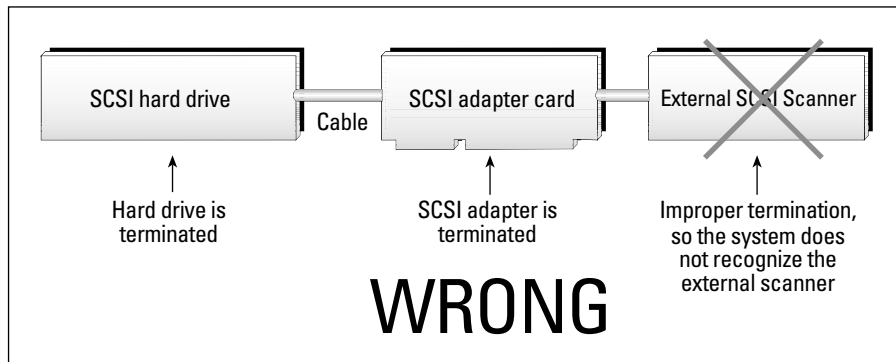 SCSI hard drive
Cable
SCSI adapter card
External SCSI Scanner
Hard drive is
terminated
SCSI adapter is
terminated
Improper termination,
so the system does
not recognize the
external scanner
WRONG